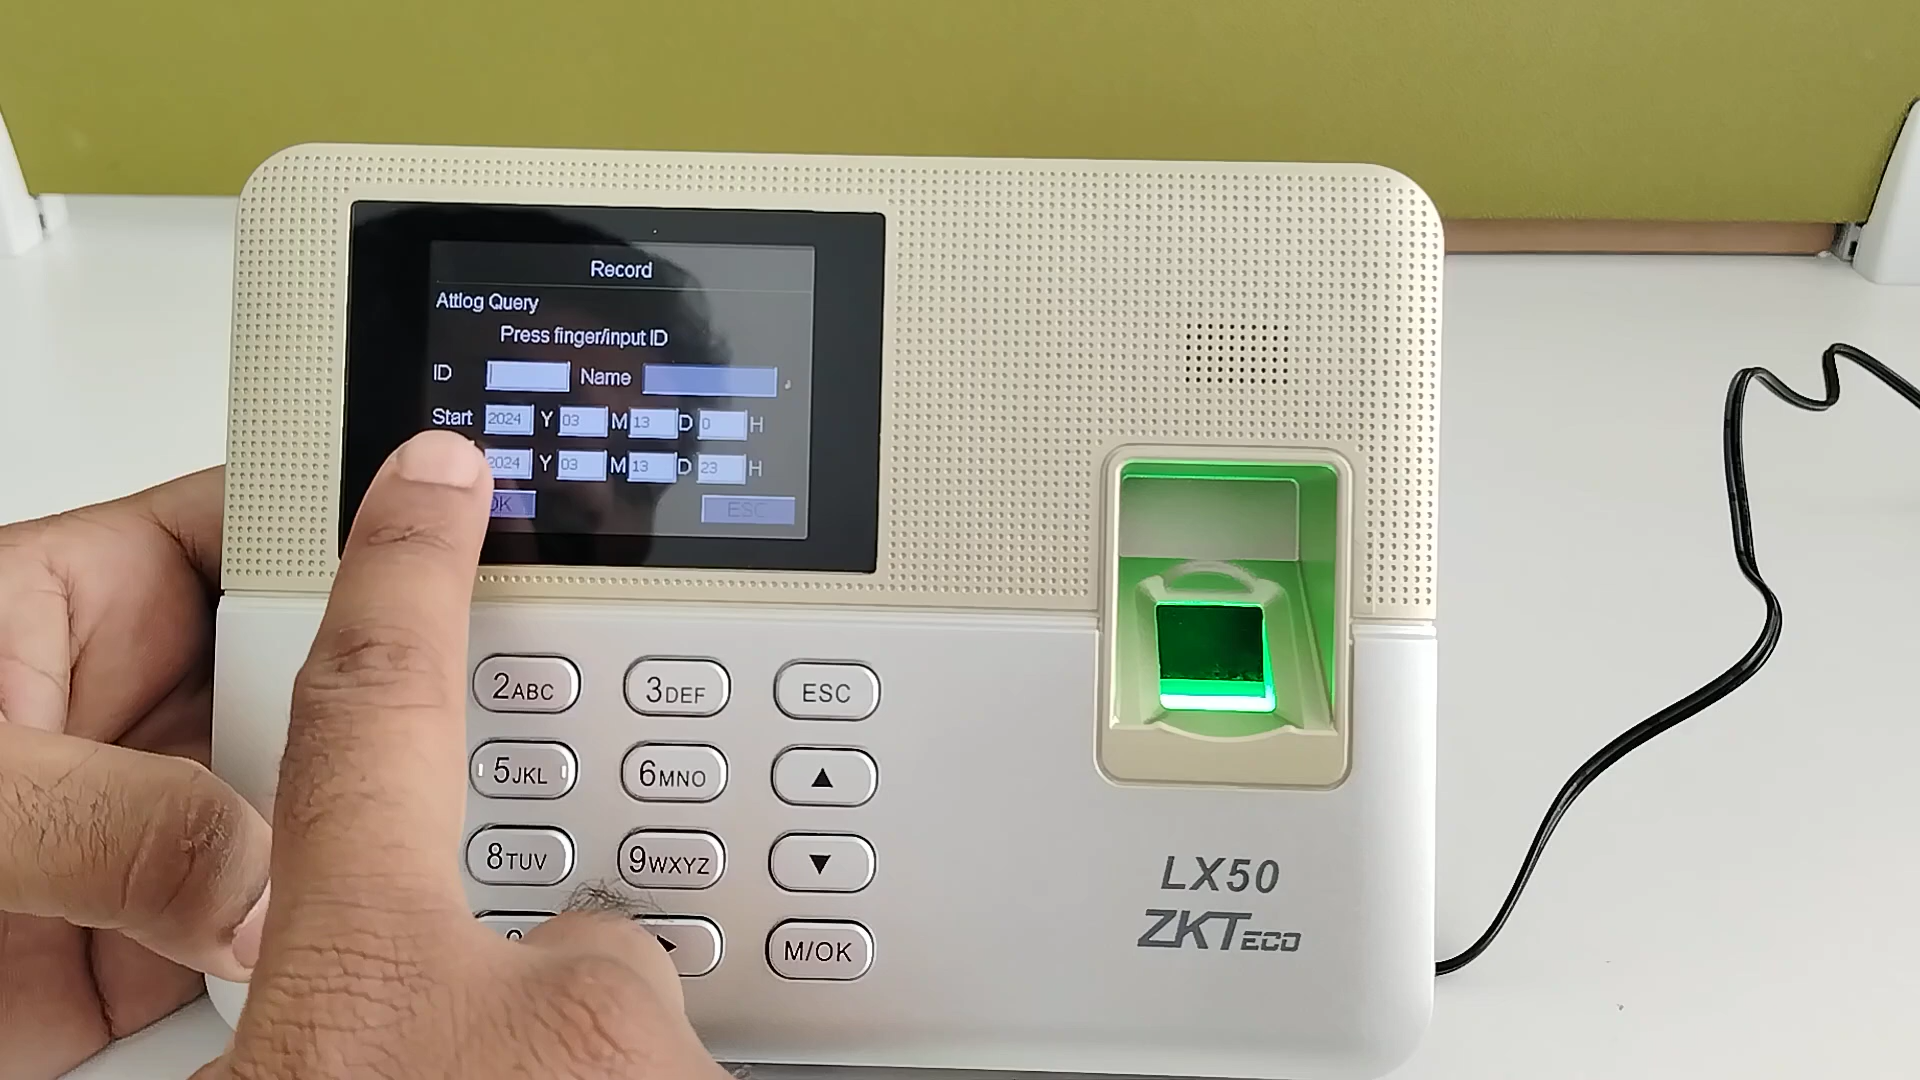 Record
Attlog Query
Press finger/input ID
ID Name
Start 2024 Y 03 M 13 D 0 H
2024 Y 03 M 13 D 23 H
OK ESC
2ABC 3DEF ESC
5JKL 6MNO ▲
8TUV 9WXYZ ▼
M/OK
LX50
ZKTECO